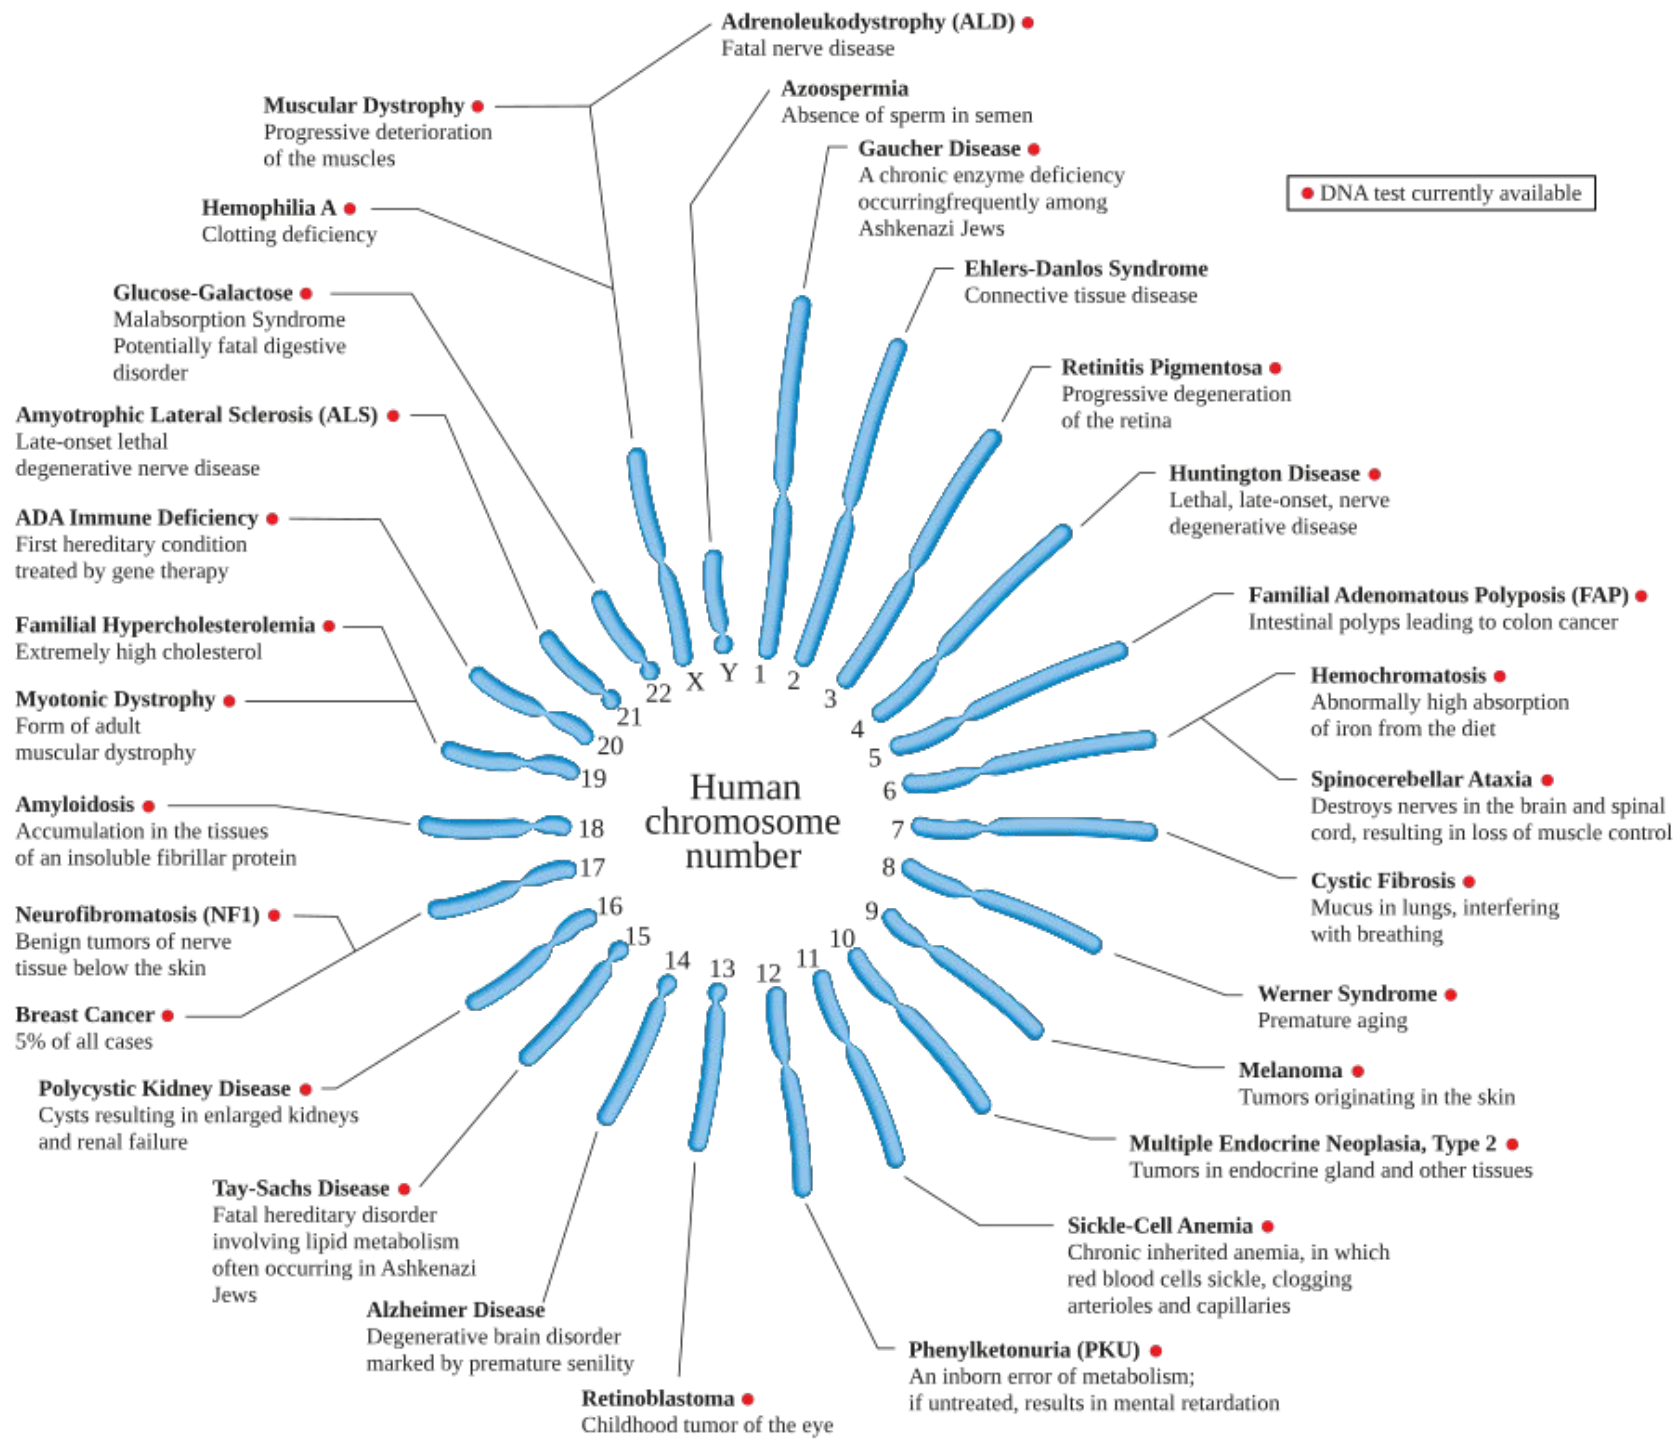 Adrenoleukodystrophy (ALD)
Fatal nerve disease
Azoospermia
Absence of sperm in semen
Gaucher Disease
A chronic enzyme deficiency
occurringfrequently among
Ashkenazi Jews
DNA test currently available
Ehlers-Danlos Syndrome
Connective tissue disease
Retinitis Pigmentosa
Progressive degeneration
of the retina
Huntington Disease
Lethal, late-onset, nerve
degenerative disease
Familial Adenomatous Polyposis (FAP)
Intestinal polyps leading to colon cancer
Hemochromatosis
Abnormally high absorption
of iron from the diet
Spinocerebellar Ataxia
Destroys nerves in the brain and spinal
cord, resulting in loss of muscle control
Cystic Fibrosis
Mucus in lungs, interfering
with breathing
Werner Syndrome
Premature aging
Melanoma
Tumors originating in the skin
Multiple Endocrine Neoplasia, Type 2
Tumors in endocrine gland and other tissues
Sickle-Cell Anemia
Chronic inherited anemia, in which
red blood cells sickle, clogging
arterioles and capillaries
Phenylketonuria (PKU)
An inborn error of metabolism;
if untreated, results in mental retardation
Retinoblastoma
Childhood tumor of the eye
Alzheimer Disease
Degenerative brain disorder
marked by premature senility
Tay-Sachs Disease
Fatal hereditary disorder
involving lipid metabolism
often occurring in Ashkenazi
Jews
Polycystic Kidney Disease
Cysts resulting in enlarged kidneys
and renal failure
Breast Cancer
5% of all cases
Neurofibromatosis (NF1)
Benign tumors of nerve
tissue below the skin
Amyloidosis
Accumulation in the tissues
of an insoluble fibrillar protein
Myotonic Dystrophy
Form of adult
muscular dystrophy
Familial Hypercholesterolemia
Extremely high cholesterol
ADA Immune Deficiency
First hereditary condition
treated by gene therapy
Amyotrophic Lateral Sclerosis (ALS)
Late-onset lethal
degenerative nerve disease
Glucose-Galactose
Malabsorption Syndrome
Potentially fatal digestive
disorder
Hemophilia A
Clotting deficiency
Muscular Dystrophy
Progressive deterioration
of the muscles
Human
chromosome
number
1
2
3
4
5
6
7
8
9
10
11
12
13
14
15
16
17
18
19
20
21
22
X
Y